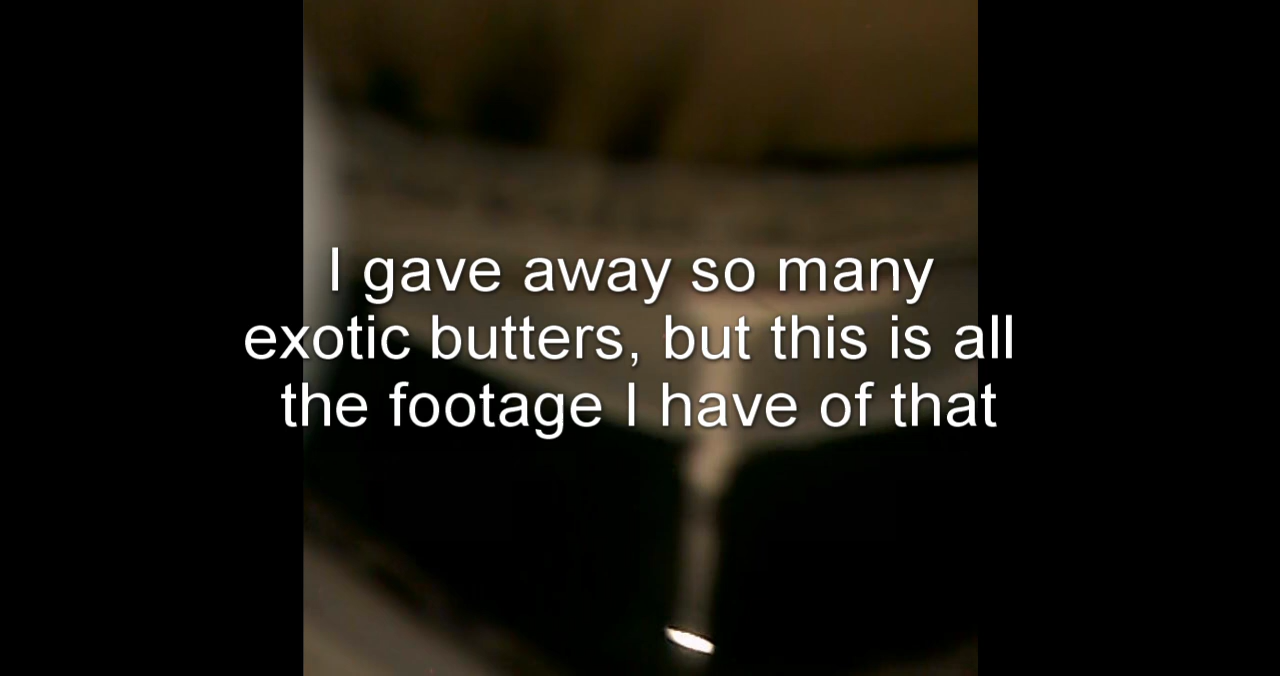 I gave away so many
exotic butters, but this is all
the footage I have of that